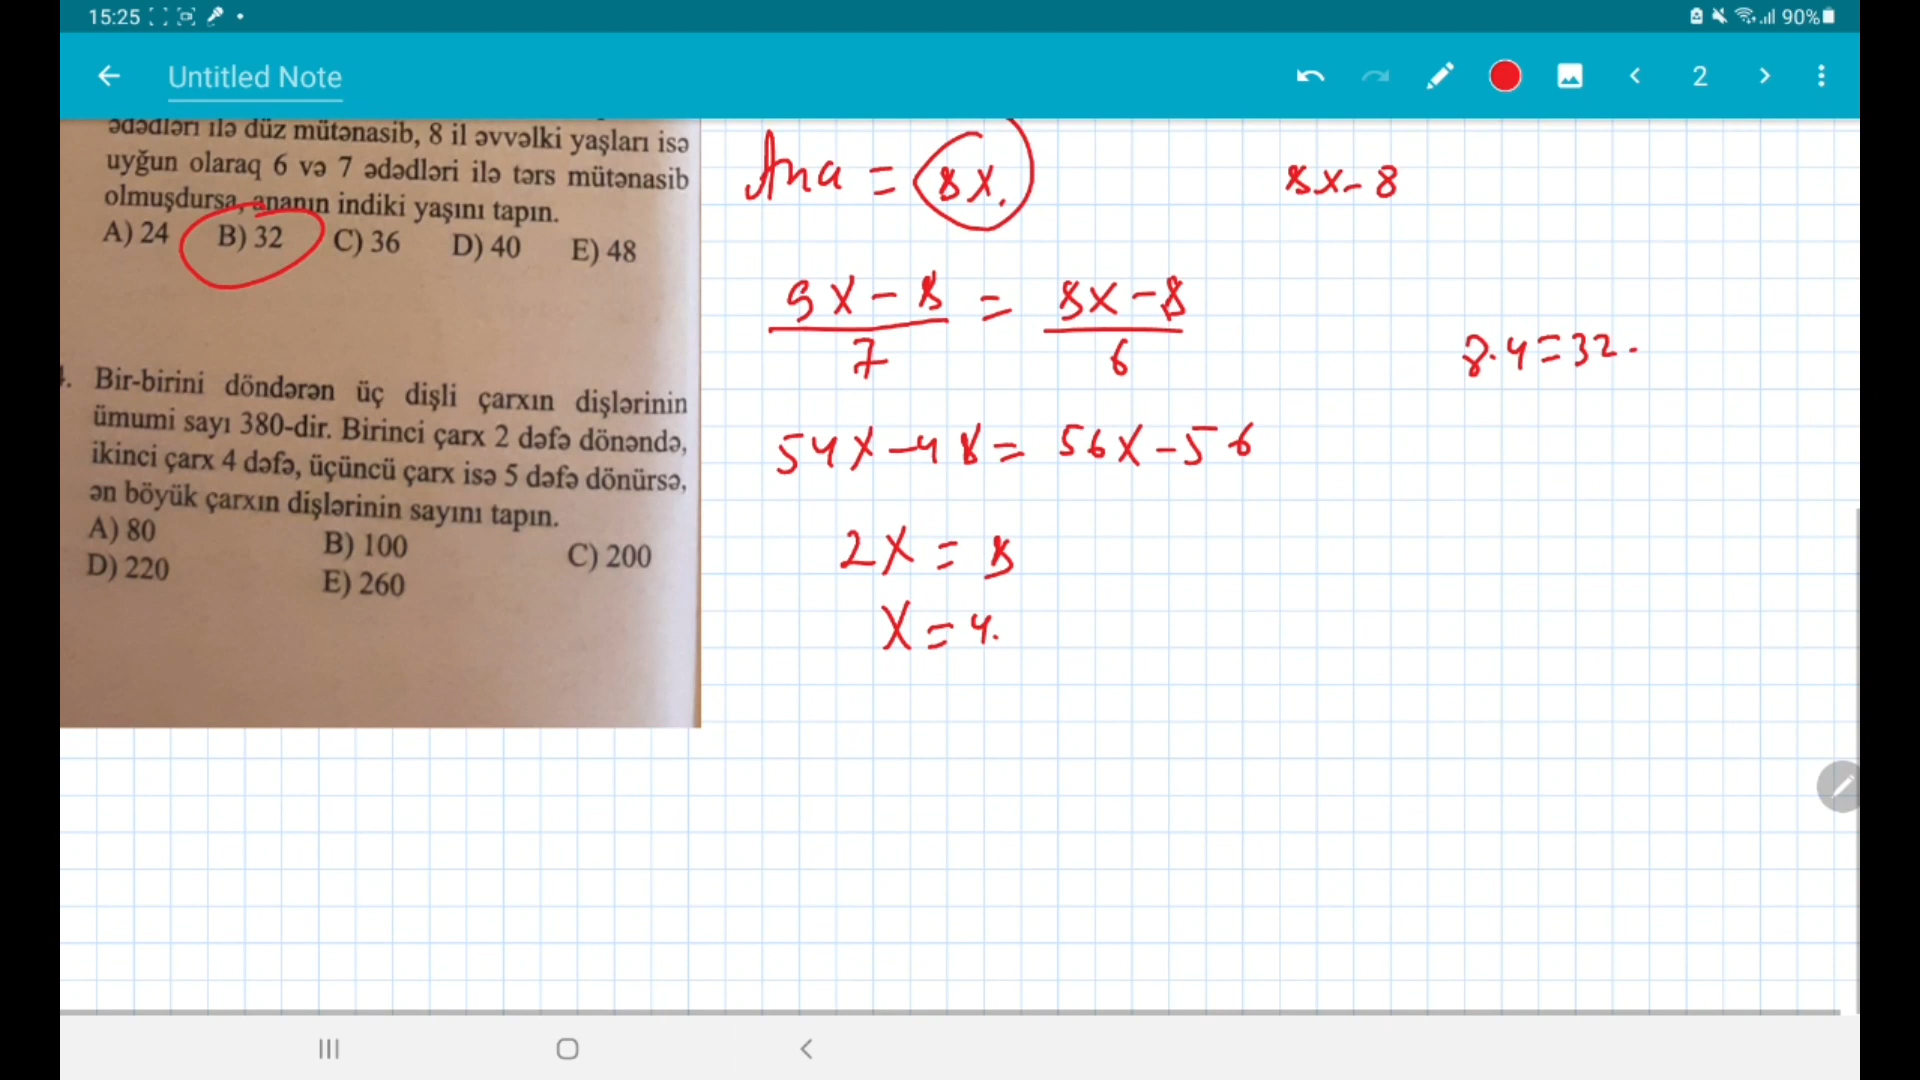 15:25
90%
Untitled Note
2
ədədləri ilə düz mütənasib, 8 il əvvəlki yaşları isə
uyğun olaraq 6 və 7 ədədləri ilə tərs mütənasib
olmuşdursa, ananın indiki yaşını tapın.
A) 24 B) 32 C) 36 D) 40 E) 48
Bir-birini döndərən üç dişli çarxın dişlərinin
ümumi sayı 380-dir. Birinci çarx 2 dəfə dönəndə,
ikinci çarx 4 dəfə, üçüncü çarx isə 5 dəfə dönürsə,
ən böyük çarxın dişlərinin sayını tapın.
A) 80 B) 100 C) 200
D) 220 E) 260
Ana = 8x.
8x-8
9x-8 = 8x-8
7 6
8.4=32.
54x-48= 56x-56
2x = 8
x=4.